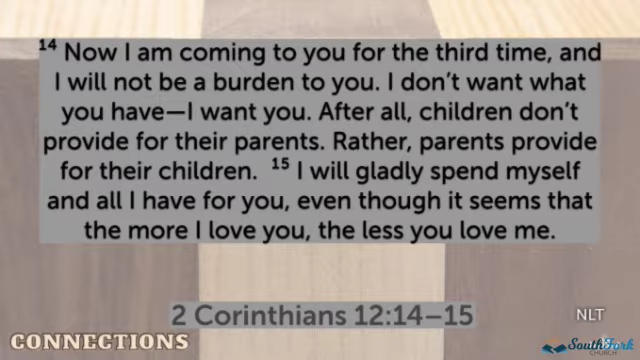 14 Now I am coming to you for the third time, and
I will not be a burden to you. I don’t want what
you have—I want you. After all, children don’t
provide for their parents. Rather, parents provide
for their children. 15 I will gladly spend myself
and all I have for you, even though it seems that
the more I love you, the less you love me.
2 Corinthians 12:14–15
NLT
CONNECTIONS
SouthFork
CHURCH